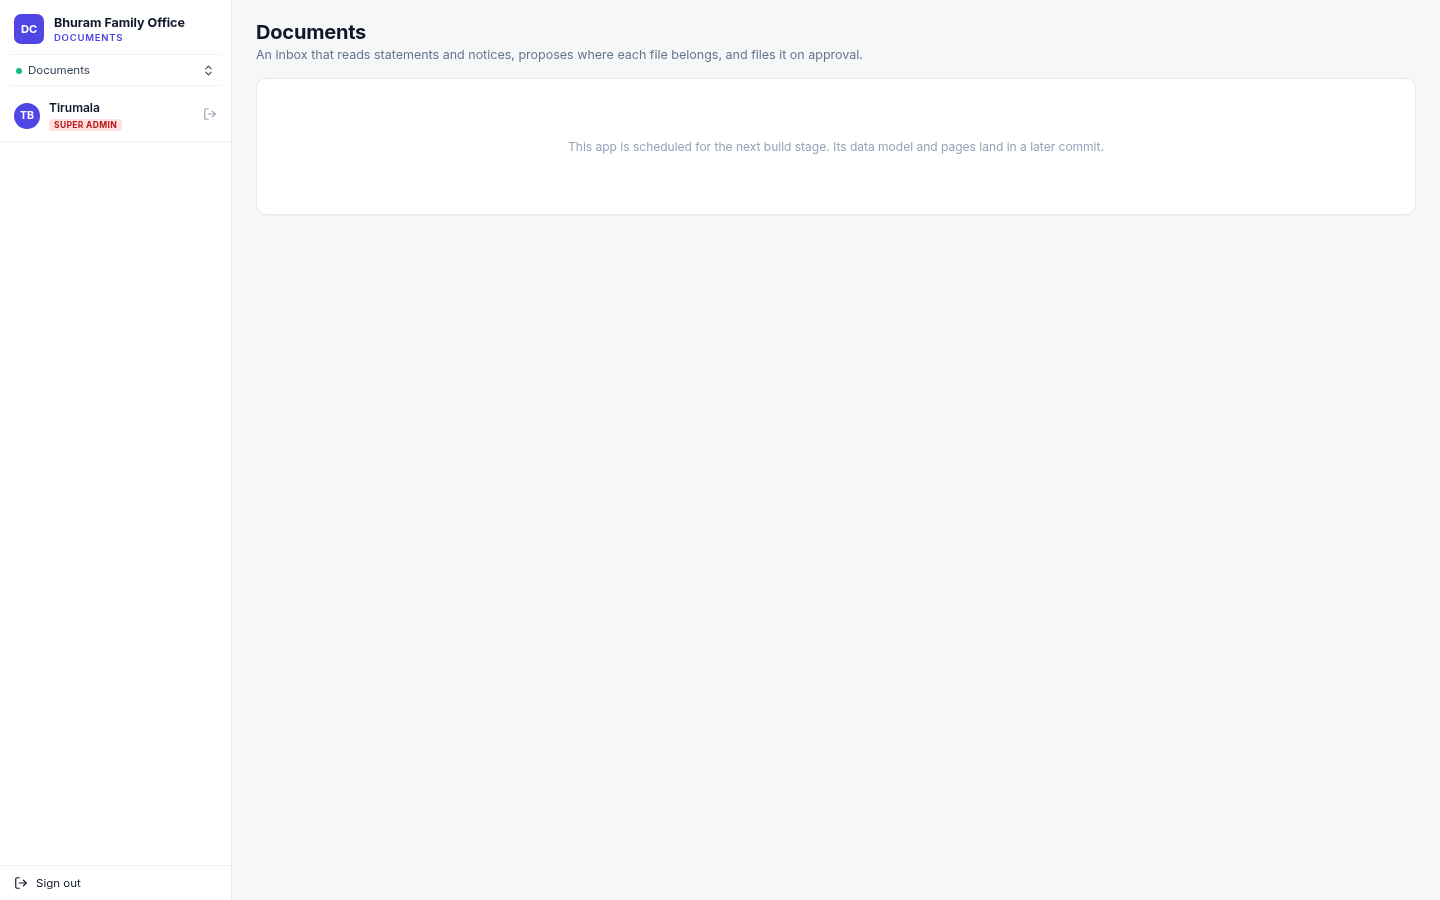 DC
Bhuram Family Office
DOCUMENTS
Documents
TB
Tirumala
SUPER ADMIN
Sign out
Documents
An inbox that reads statements and notices, proposes where each file belongs, and files it on approval.
This app is scheduled for the next build stage. Its data model and pages land in a later commit.